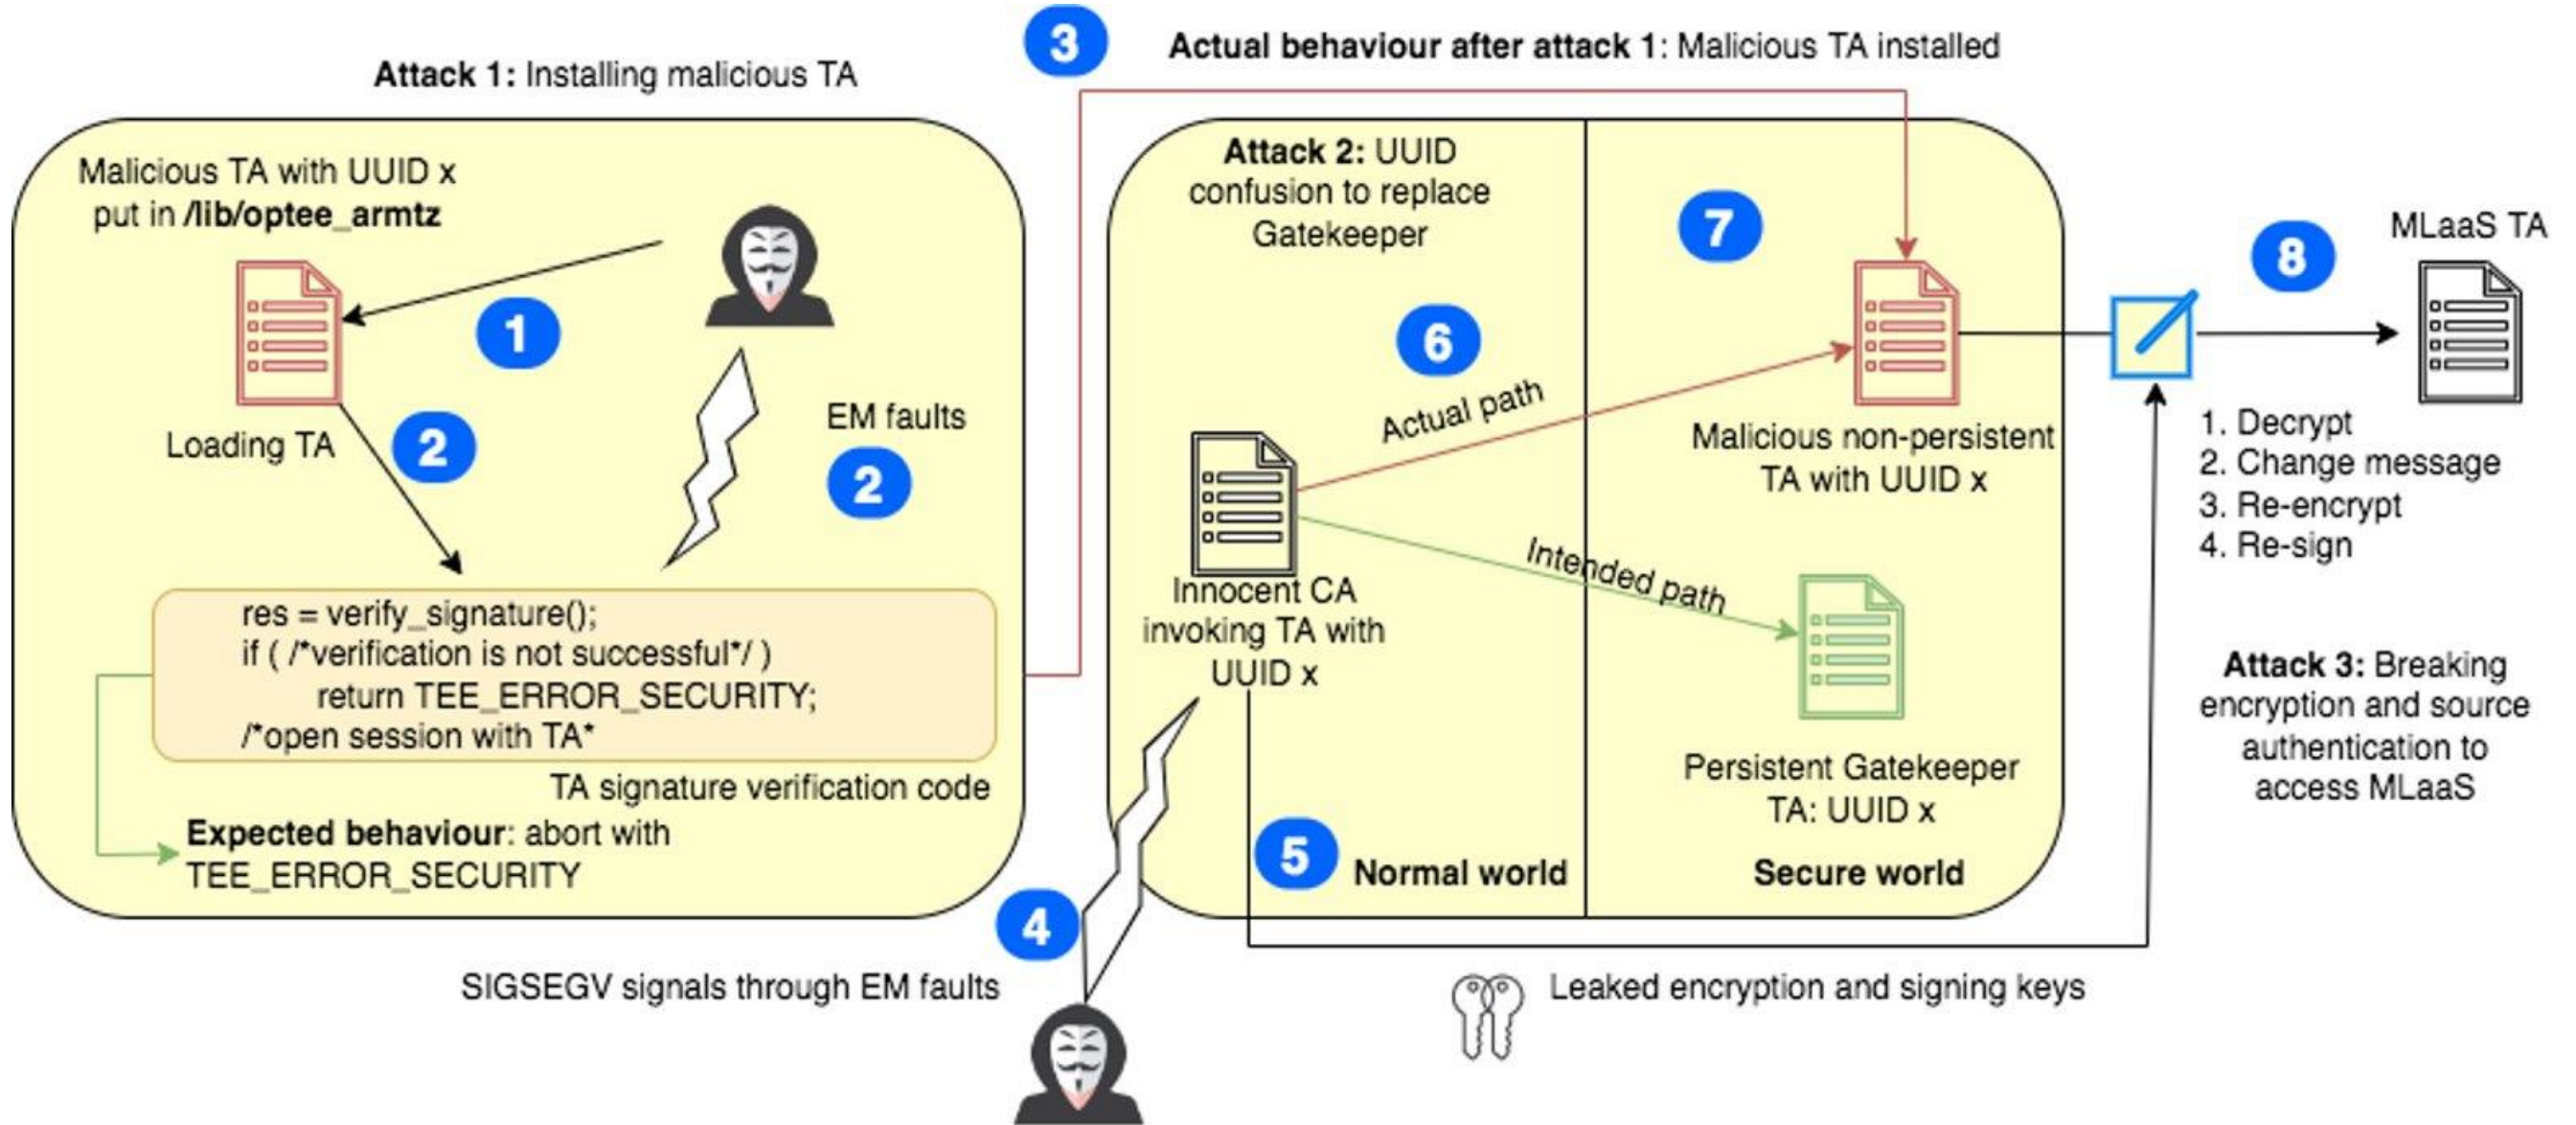 Attack 1: Installing malicious TA
Malicious TA with UUID x
put in /lib/optee_armtz
1
Loading TA
2
EM faults
2
res = verify_signature();
if ( /*verification is not successful*/ )
return TEE_ERROR_SECURITY;
/*open session with TA*
TA signature verification code
Expected behaviour: abort with
TEE_ERROR_SECURITY
3
Actual behaviour after attack 1: Malicious TA installed
Attack 2: UUID
confusion to replace
Gatekeeper
7
6
Actual path
Malicious non-persistent
TA with UUID x
Intended path
Innocent CA
invoking TA with
UUID x
Persistent Gatekeeper
TA: UUID x
5
Normal world
Secure world
4
SIGSEGV signals through EM faults
Leaked encryption and signing keys
8
MLaaS TA
1. Decrypt
2. Change message
3. Re-encrypt
4. Re-sign
Attack 3: Breaking
encryption and source
authentication to
access MLaaS